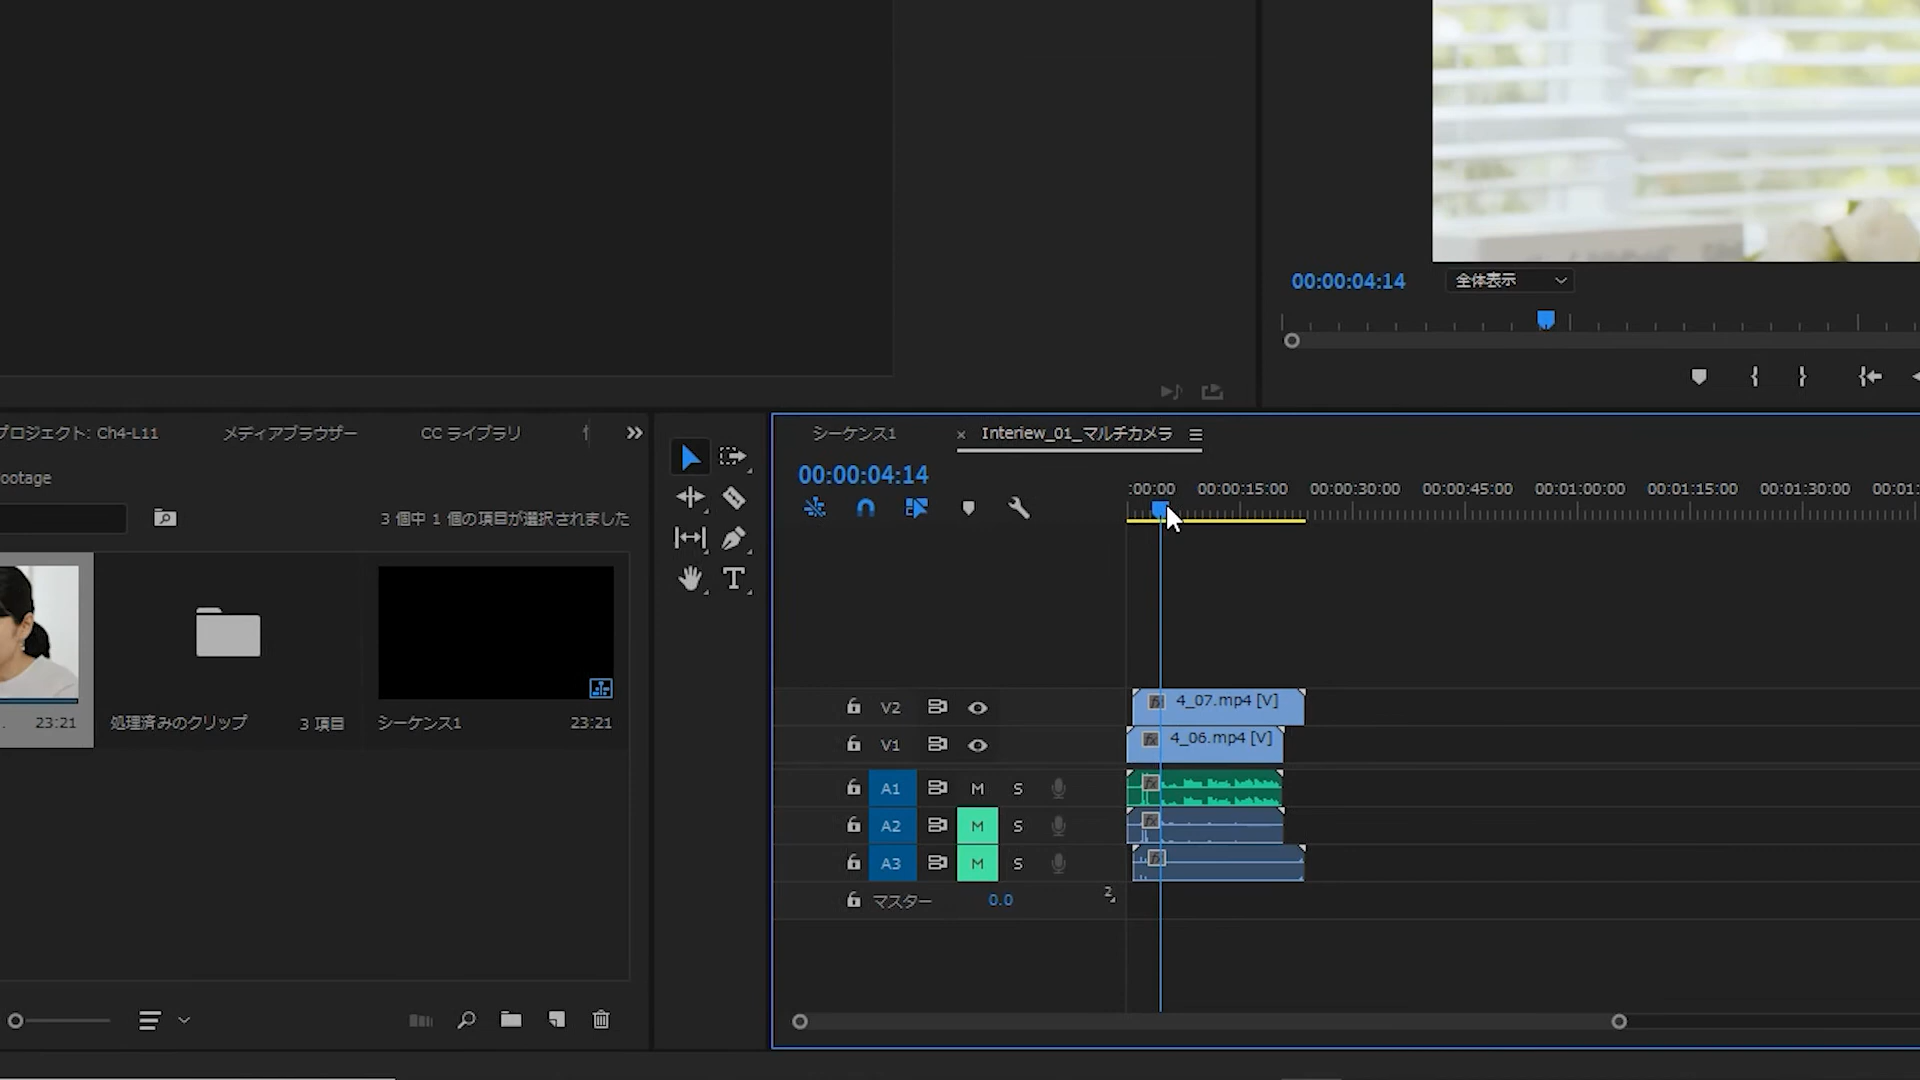 00:00:04:14
全体表示
プロジェクト: Ch4-L11
メディアブラウザー
CC ライブラリ
ootage
3 個中 1 個の項目が選択されました
23:21
処理済みのクリップ
3 項目
シーケンス1
23:21
シーケンス1
× Interiew_01_マルチカメラ
00:00:04:14
:00:00 00:00:15:00 00:00:30:00 00:00:45:00 00:01:00:00 00:01:15:00 00:01:30:00 00:01:
V2
4_07.mp4 [V]
V1
4_06.mp4 [V]
A1 M S
A2 M S
A3 M S
マスター 0.0